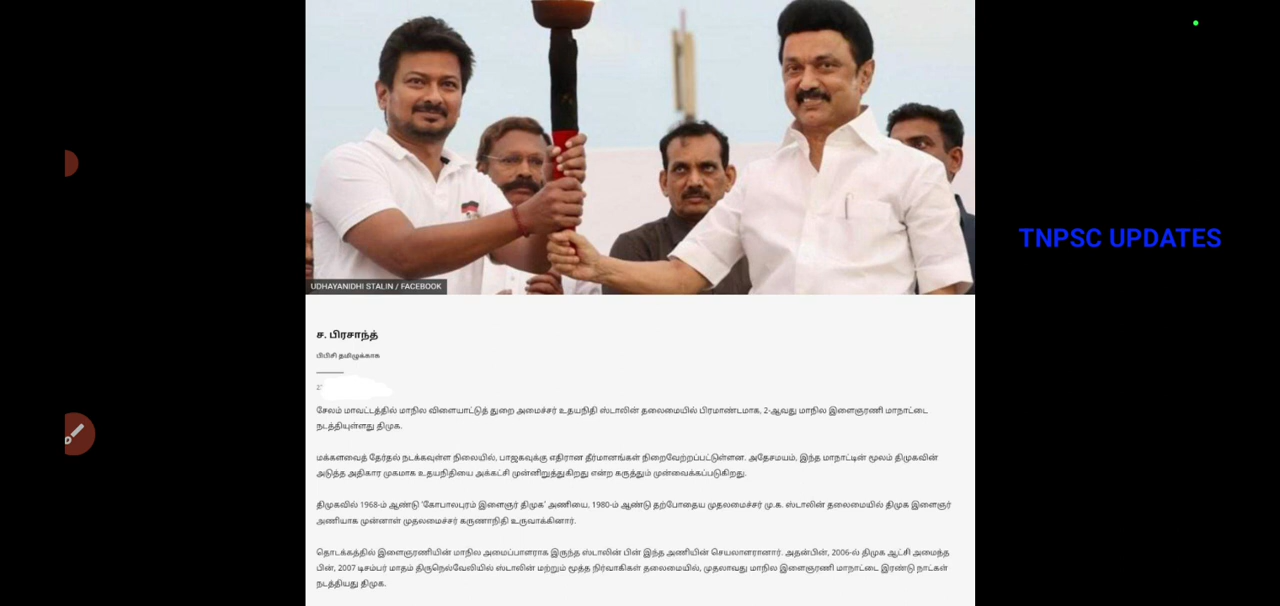 UDHAYANIDHI STALIN / FACEBOOK
TNPSC UPDATES
ச. பிரசாந்த்
பிபிசி தமிழுக்காக
சேலம் மாவட்டத்தில் மாநில விளையாட்டுத் துறை அமைச்சர் உதயநிதி ஸ்டாலின் தலைமையில் பிரமாண்டமாக, 2-ஆவது மாநில இளைஞரணி மாநாட்டை
நடத்தியுள்ளது திமுக.
மக்களவைத் தேர்தல் நடக்கவுள்ள நிலையில், பாஜகவுக்கு எதிரான தீர்மானங்கள் நிறைவேற்றப்பட்டுள்ளன. அதேசமயம், இந்த மாநாட்டின் மூலம் திமுகவின்
அடுத்த அதிகார முகமாக உதயநிதியை அக்கட்சி முன்னிறுத்துகிறது என்ற கருத்தும் முன்வைக்கப்படுகிறது.
திமுகவில் 1968-ம் ஆண்டு ‘கோபாலபுரம் இளைஞர் திமுக’ அணியை, 1980-ம் ஆண்டு தற்போதைய முதலமைச்சர் மு.க. ஸ்டாலின் தலைமையில் திமுக இளைஞர்
அணியாக முன்னாள் முதலமைச்சர் கருணாநிதி உருவாக்கினார்.
தொடக்கத்தில் இளைஞரணியின் மாநில அமைப்பாளராக இருந்த ஸ்டாலின் பின் இந்த அணியின் செயலாளரானார். அதன்பின், 2006-ல் திமுக ஆட்சி அமைத்த
பின், 2007 டிசம்பர் மாதம் திருநெல்வேலியில் ஸ்டாலின் மற்றும் மூத்த நிர்வாகிகள் தலைமையில், முதலாவது மாநில இளைஞரணி மாநாட்டை இரண்டு நாட்கள்
நடத்தியது திமுக.